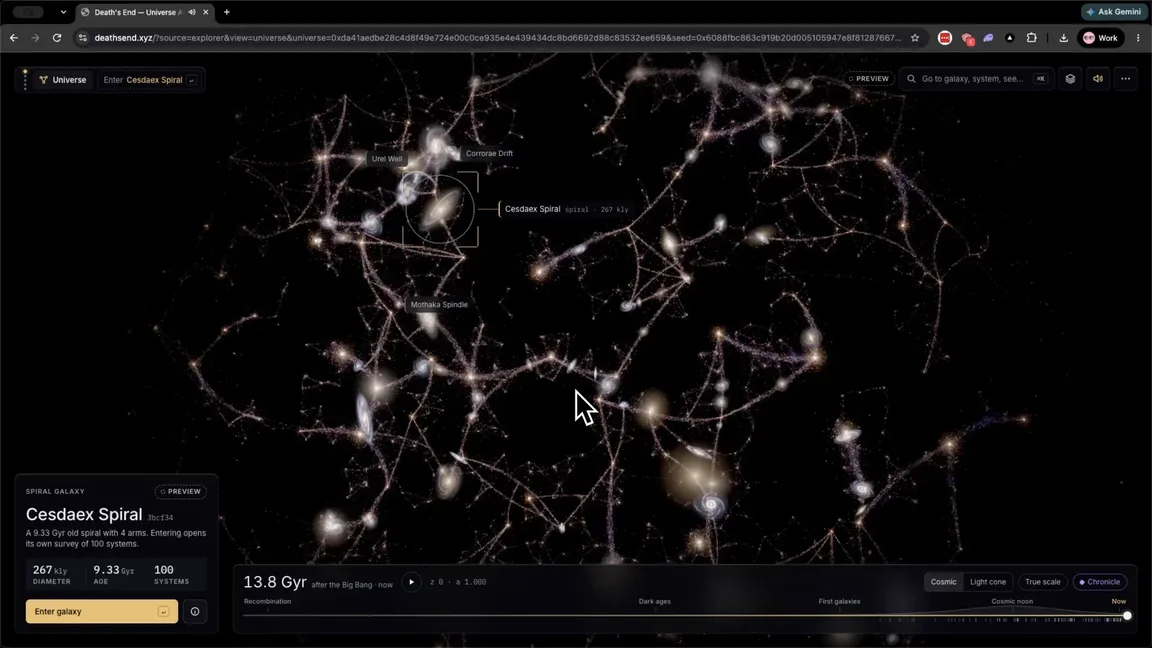 Death's End — Universe A
Ask Gemini
deathsend.xyz/?source=explorer&view=universe&universe=0xda41aedbe28c4d8f49e724e00c0ce935e4e439434dc8bd6692d88c83532ee659&seed=0x6088fbc863c919b20d005105947e8f81287667...
Work
Universe
Enter Cesdaex Spiral
PREVIEW
Go to galaxy, system, see...
⌘K
Urel Well
Corrorae Drift
Cesdaex Spiral spiral · 267 kly
Mothaka Spindle
SPIRAL GALAXY
PREVIEW
Cesdaex Spiral 3bcf34
A 9.33 Gyr old spiral with 4 arms. Entering opens
its own survey of 100 systems.
267 kly 9.33 Gyr 100
DIAMETER AGE SYSTEMS
Enter galaxy
13.8 Gyr after the Big Bang · now
z 0 · a 1.000
Cosmic Light cone True scale Chronicle
Recombination Dark ages First galaxies Cosmic noon Now